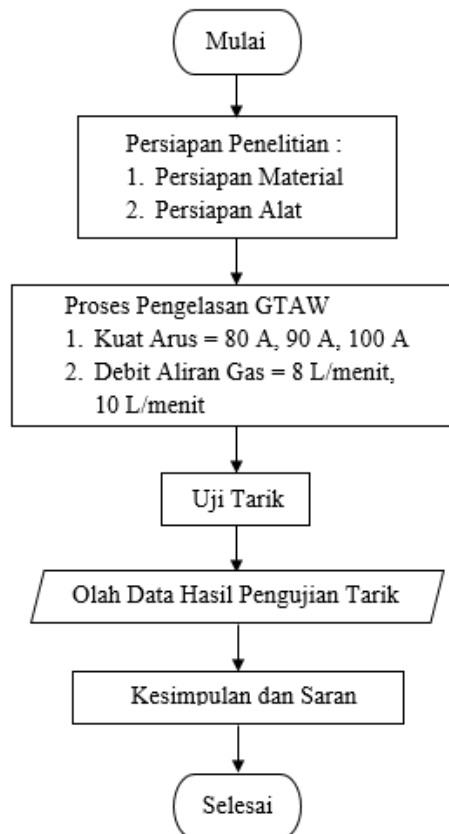 Mulai
Persiapan Penelitian :
1. Persiapan Material
2. Persiapan Alat
Proses Pengelasan GTAW
1. Kuat Arus = 80 A, 90 A, 100 A
2. Debit Aliran Gas = 8 L/menit,
10 L/menit
Uji Tarik
Olah Data Hasil Pengujian Tarik
Kesimpulan dan Saran
Selesai